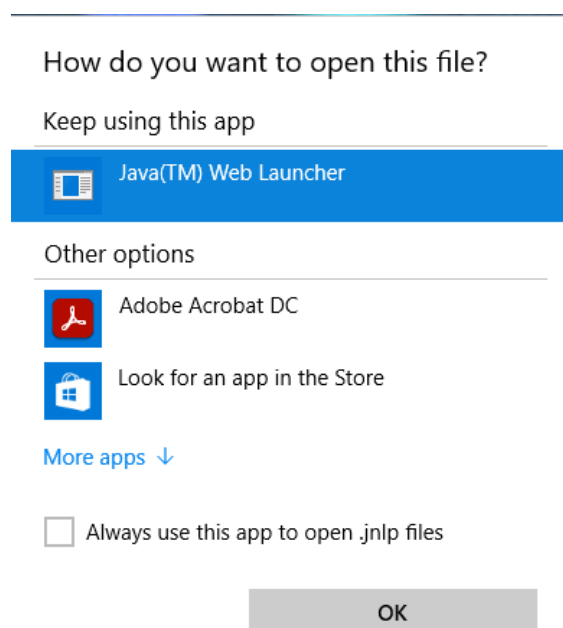 How do you want to open this file?
Keep using this app
Java(TM) Web Launcher
Other options
Adobe Acrobat DC
Look for an app in the Store
More apps ↓
Always use this app to open .jnlp files
OK